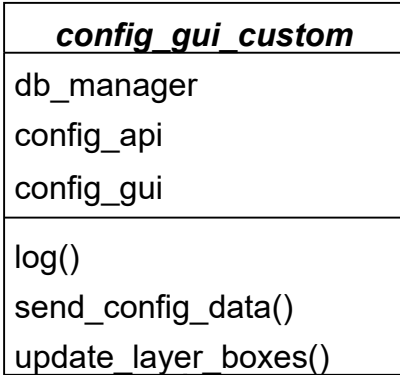 config_gui_custom
db_manager
config_api
config_gui
log()
send_config_data()
update_layer_boxes()